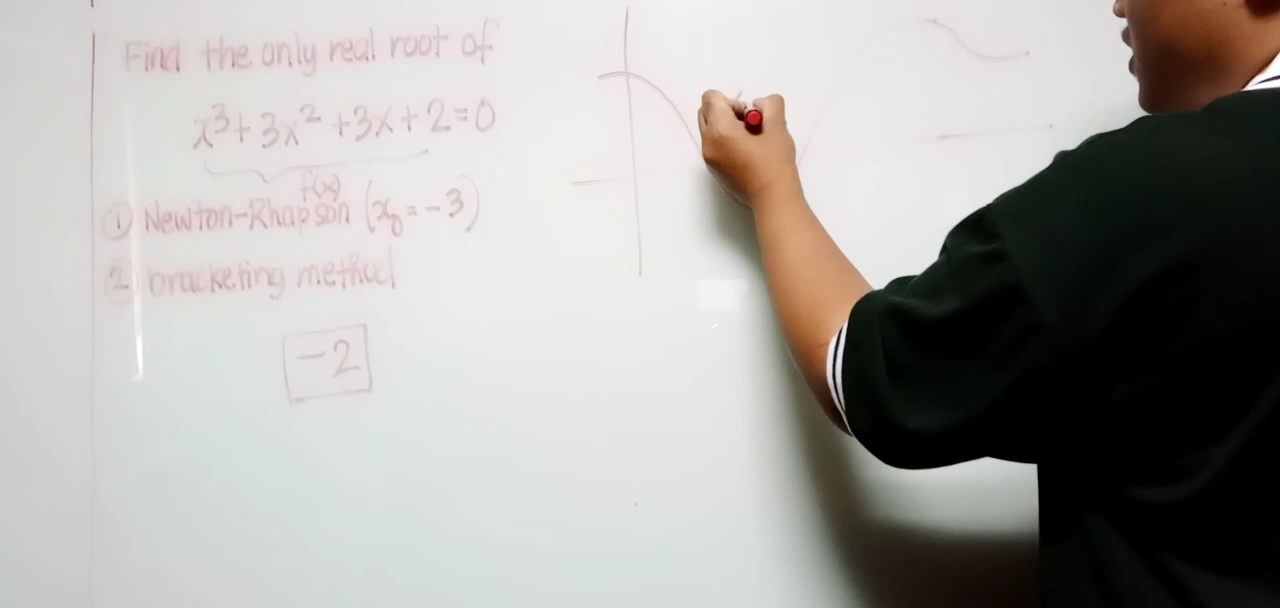 Find the only real root of
x³+3x²+3x+2=0
f(x)
① Newton-Rhapson (x₀=-3)
② bracketing method
-2